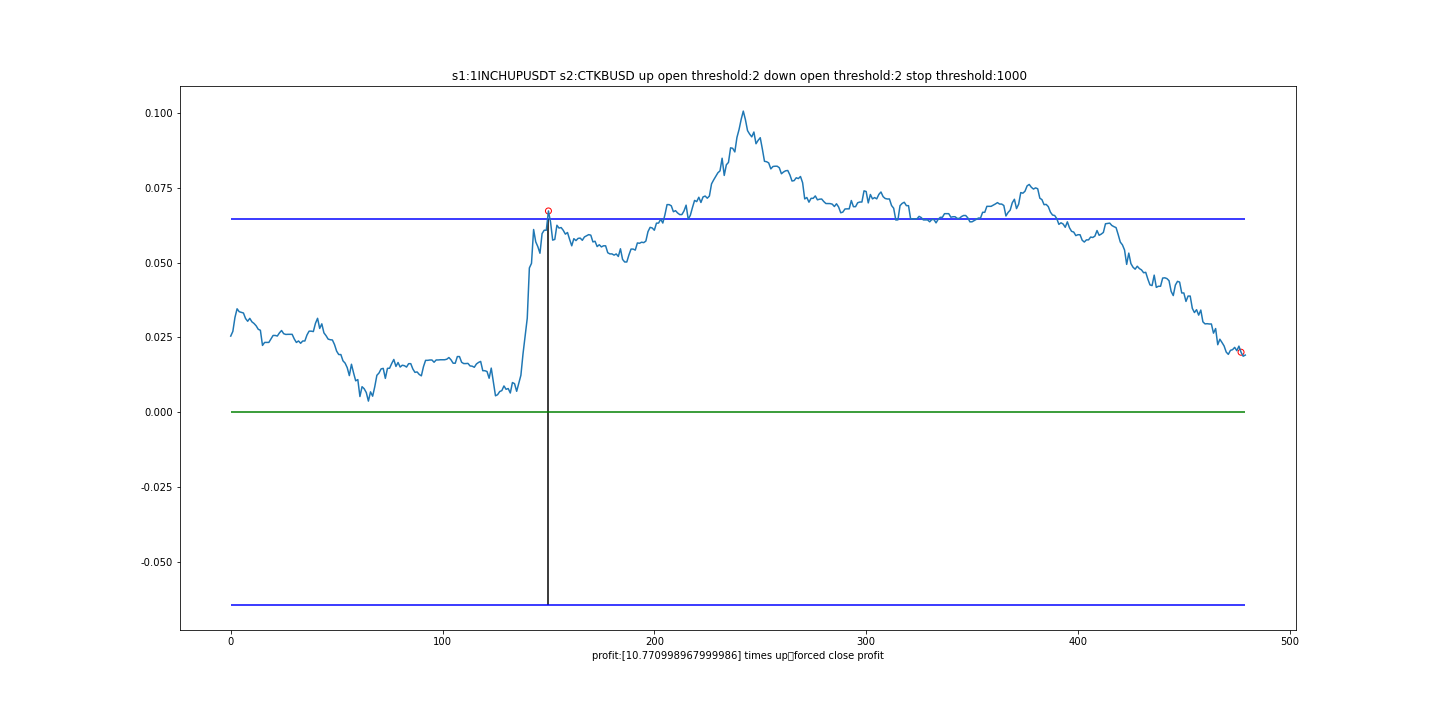 s1:1INCHUPUSDT s2:CTKBUSD up open threshold:2 down open threshold:2 stop threshold:1000
0.100
0.075
0.050
0.025
0.000
-0.025
-0.050
0 100 200 300 400 500
profit:[10.770998967999986] times up▯forced close profit